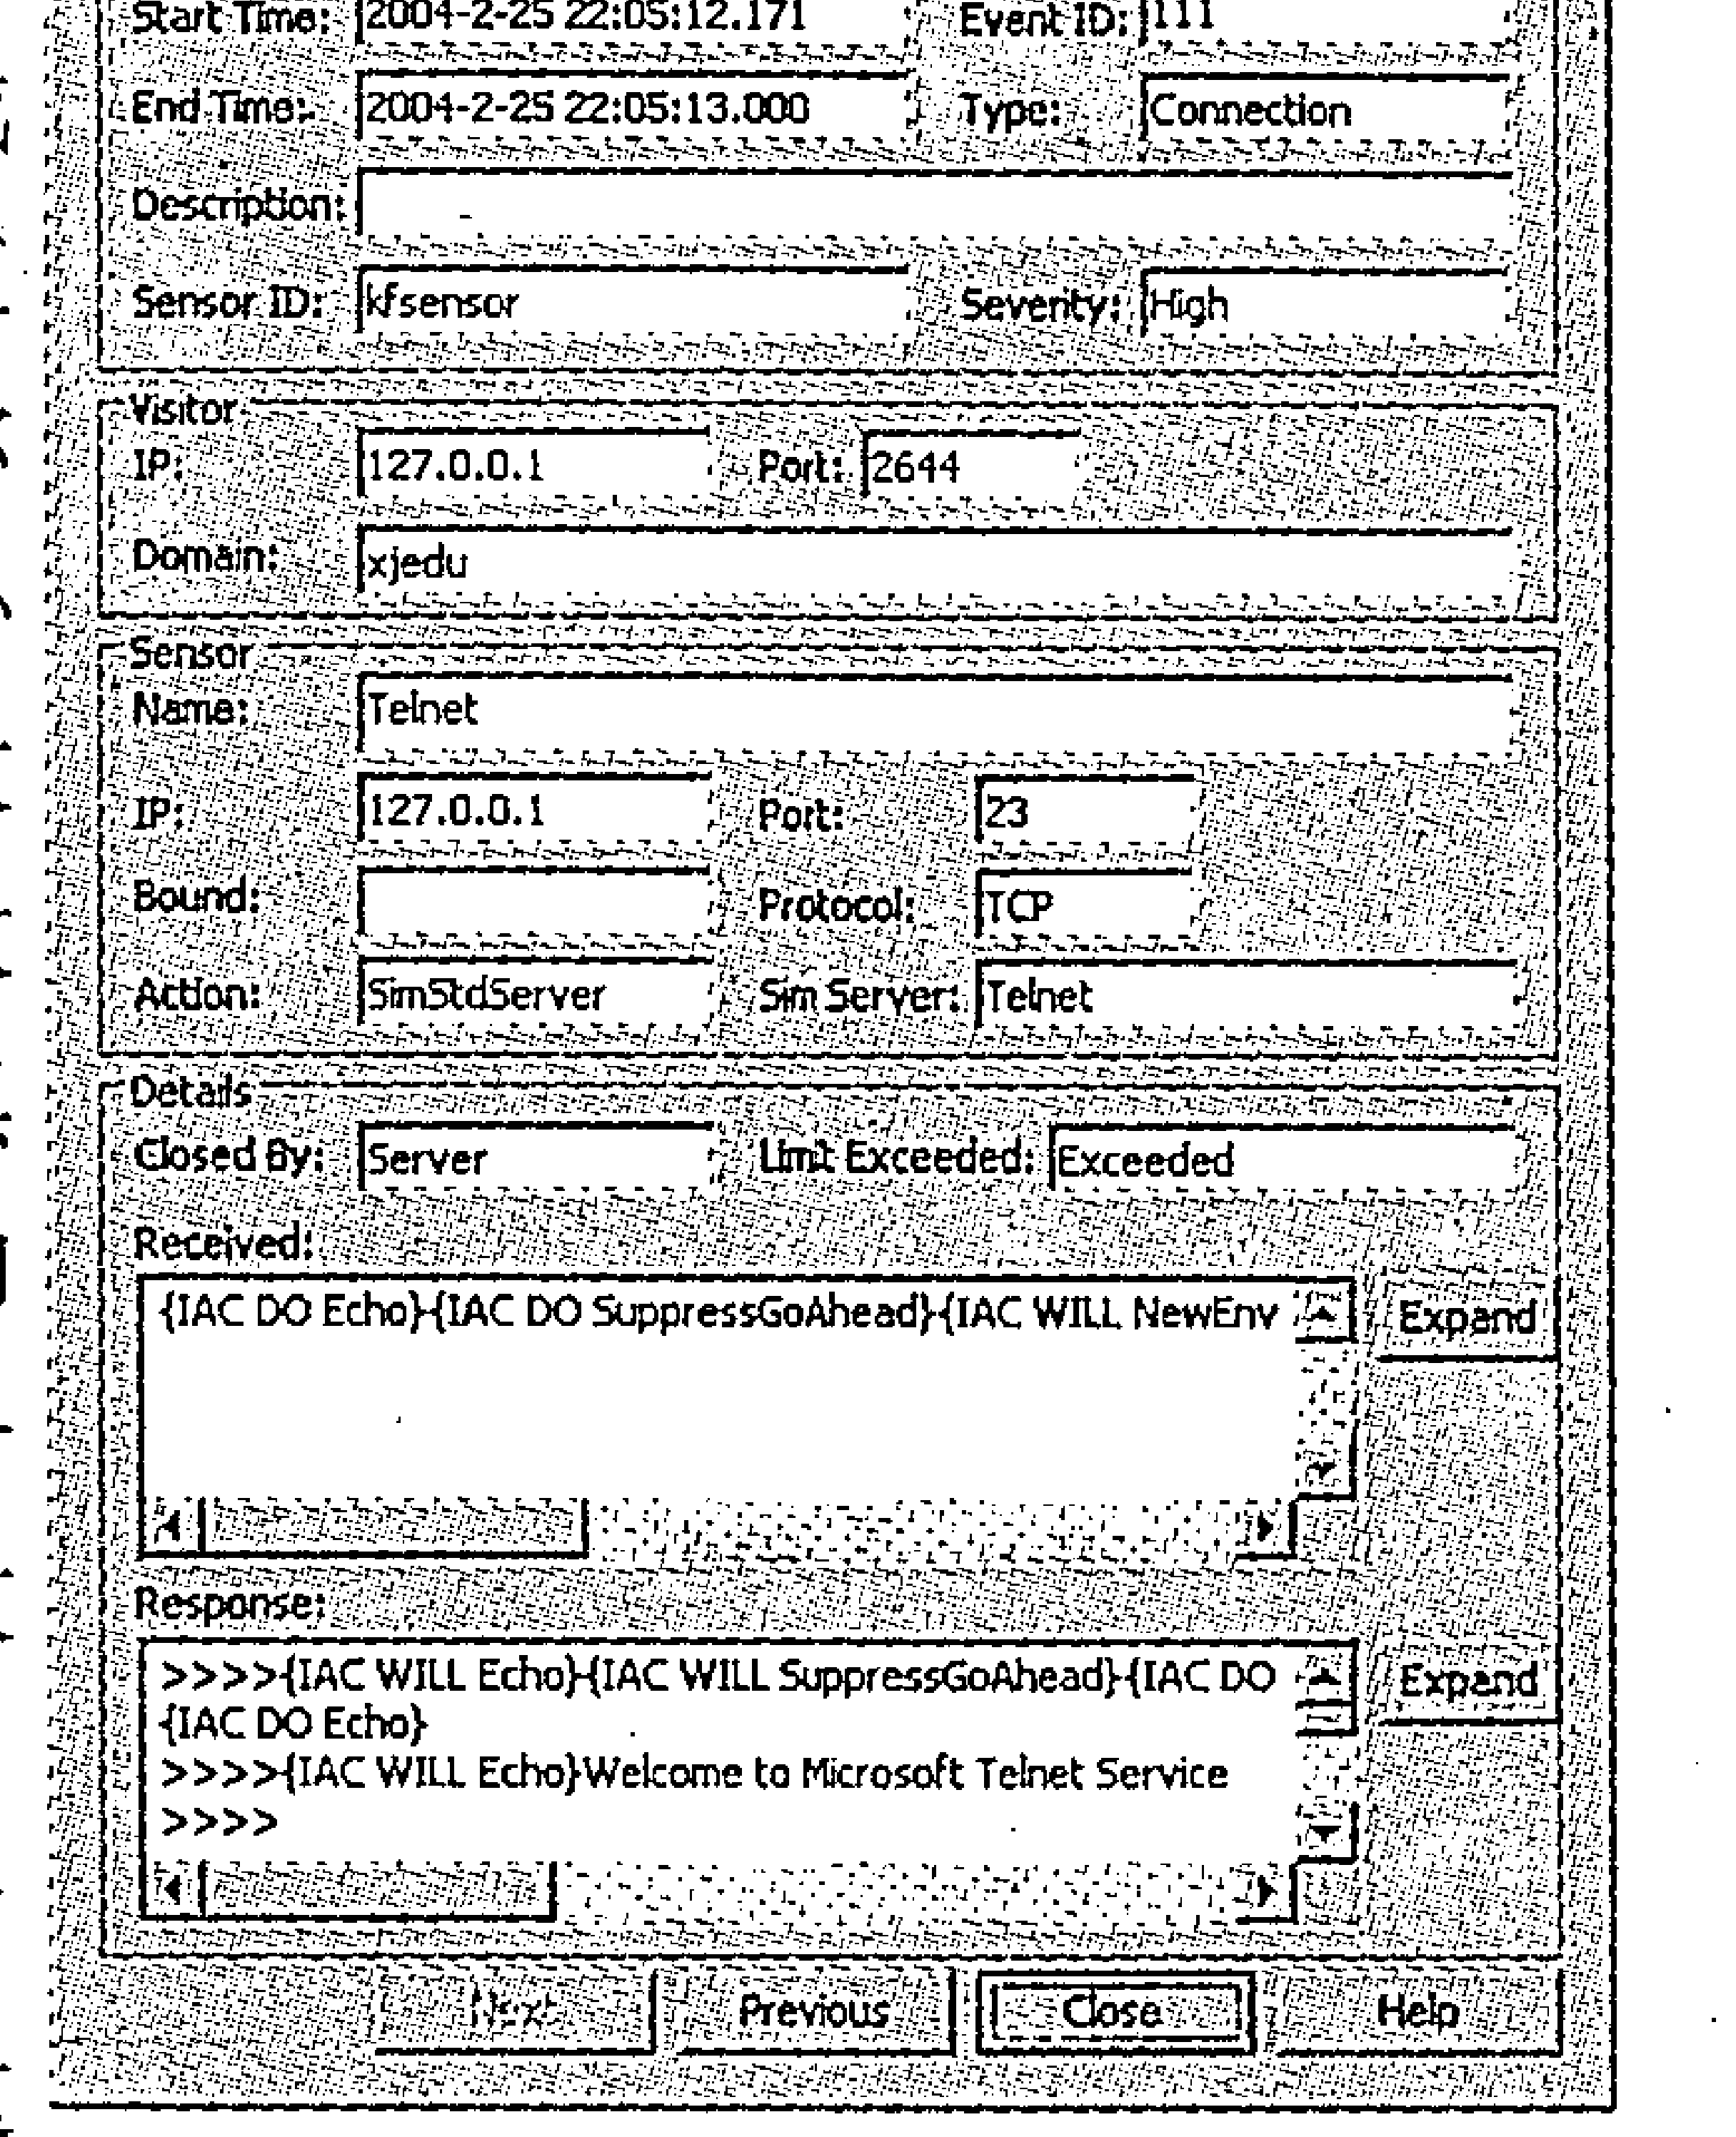 Start Time: 2004-2-25 22:05:12.171 Event ID: 111
End Time: 2004-2-25 22:05:13.000 Type: Connection
Description:
Sensor ID: kfsensor Severity: High
Visitor
IP: 127.0.0.1 Port: 2644
Domain: xjedu
Sensor
Name: Telnet
IP: 127.0.0.1 Port: 23
Bound: Protocol: TCP
Action: SimStdServer Sim Server: Telnet
Details
Closed By: Server Limit Exceeded: Exceeded
Received:
{IAC DO Echo}{IAC DO SuppressGoAhead}{IAC WILL NewEnv Expand
Response:
>>>>{IAC WILL Echo}{IAC WILL SuppressGoAhead}{IAC DO Expand
{IAC DO Echo}
>>>>{IAC WILL Echo}Welcome to Microsoft Telnet Service
>>>>
Next Previous Close Help